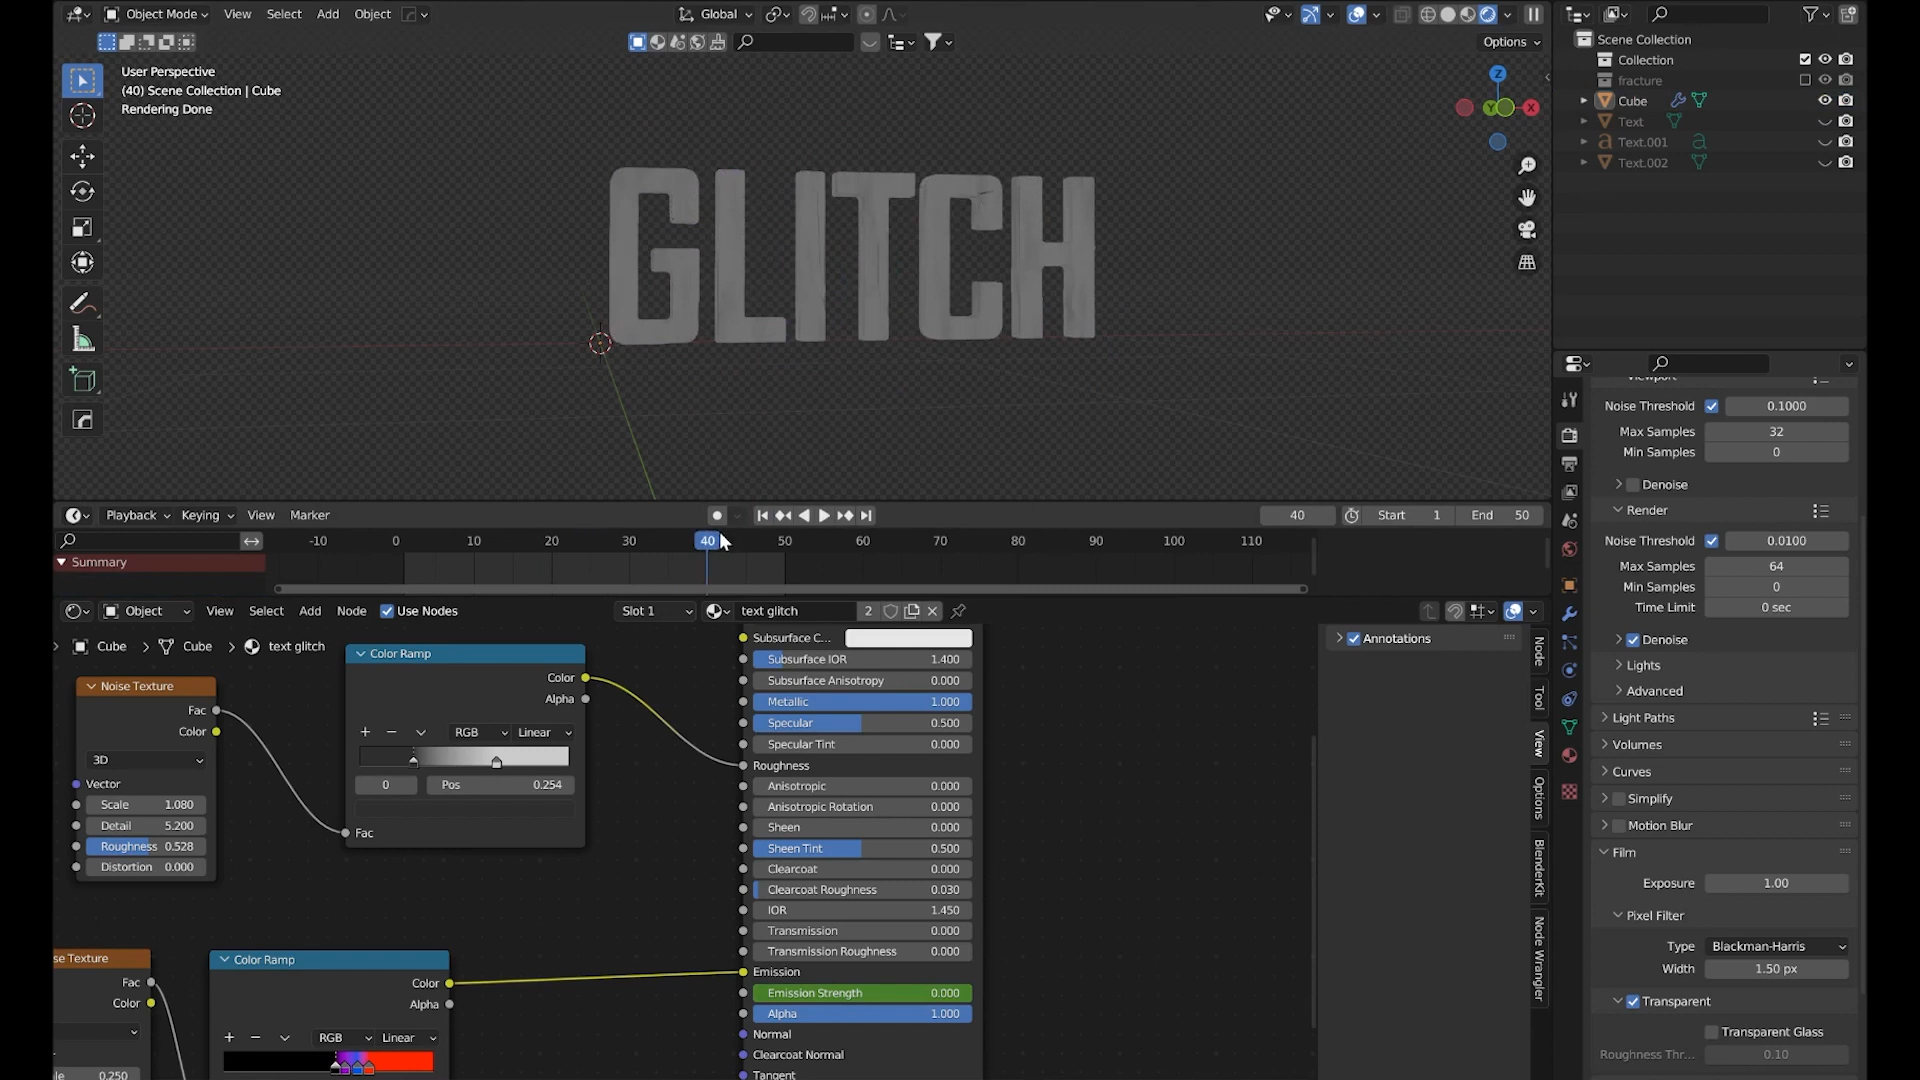 Object Mode View Select Add Object Global
Options
User Perspective
(40) Scene Collection | Cube
Rendering Done
Z
Y
X
GLITCH
Scene Collection
Collection
fracture
Cube
Text
Text.001
Text.002
Playback Keying View Marker 40 Start 1 End 50
-10 0 10 20 30 40 50 60 70 80 90 100 110
Summary
Object View Select Add Node Use Nodes Slot 1 text glitch 2
Cube Cube text glitch
Noise Texture
Fac
Color
3D
Vector
Scale 1.080
Detail 5.200
Roughness 0.528
Distortion 0.000
Color Ramp
Color
Alpha
RGB Linear
0 Pos 0.254
Fac
se Texture
Fac
Color
0.250
Color Ramp
Color
Alpha
RGB Linear
Subsurface C...
Subsurface IOR 1.400
Subsurface Anisotropy 0.000
Metallic 1.000
Specular 0.500
Specular Tint 0.000
Roughness
Anisotropic 0.000
Anisotropic Rotation 0.000
Sheen 0.000
Sheen Tint 0.500
Clearcoat 0.000
Clearcoat Roughness 0.030
IOR 1.450
Transmission 0.000
Transmission Roughness 0.000
Emission
Emission Strength 0.000
Alpha 1.000
Normal
Clearcoat Normal
Tangent
Annotations
Node
Tool
View
Options
BlenderKit
Node Wrangler
Viewport
Noise Threshold 0.1000
Max Samples 32
Min Samples 0
Denoise
Render
Noise Threshold 0.0100
Max Samples 64
Min Samples 0
Time Limit 0 sec
Denoise
Lights
Advanced
Light Paths
Volumes
Curves
Simplify
Motion Blur
Film
Exposure 1.00
Pixel Filter
Type Blackman-Harris
Width 1.50 px
Transparent
Transparent Glass
Roughness Thr... 0.10